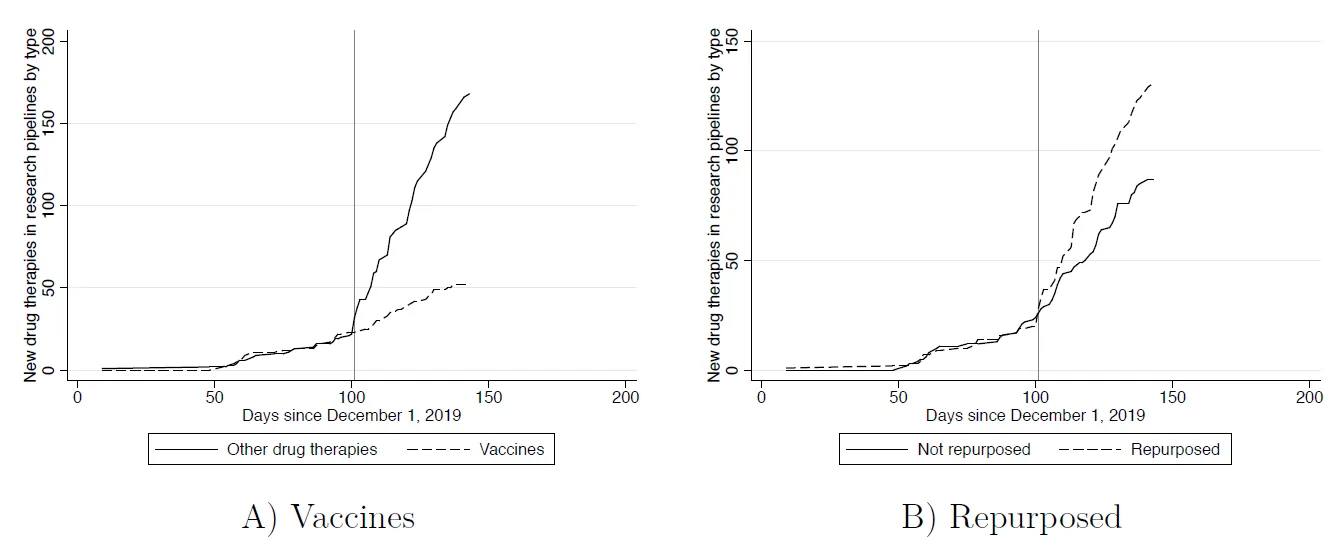 New drug therapies in research pipelines by type
200
150
100
50
0
0 50 100 150 200
Days since December 1, 2019
Other drug therapies Vaccines
A) Vaccines
New drug therapies in research pipelines by type
150
100
50
0
0 50 100 150 200
Days since December 1, 2019
Not repurposed Repurposed
B) Repurposed